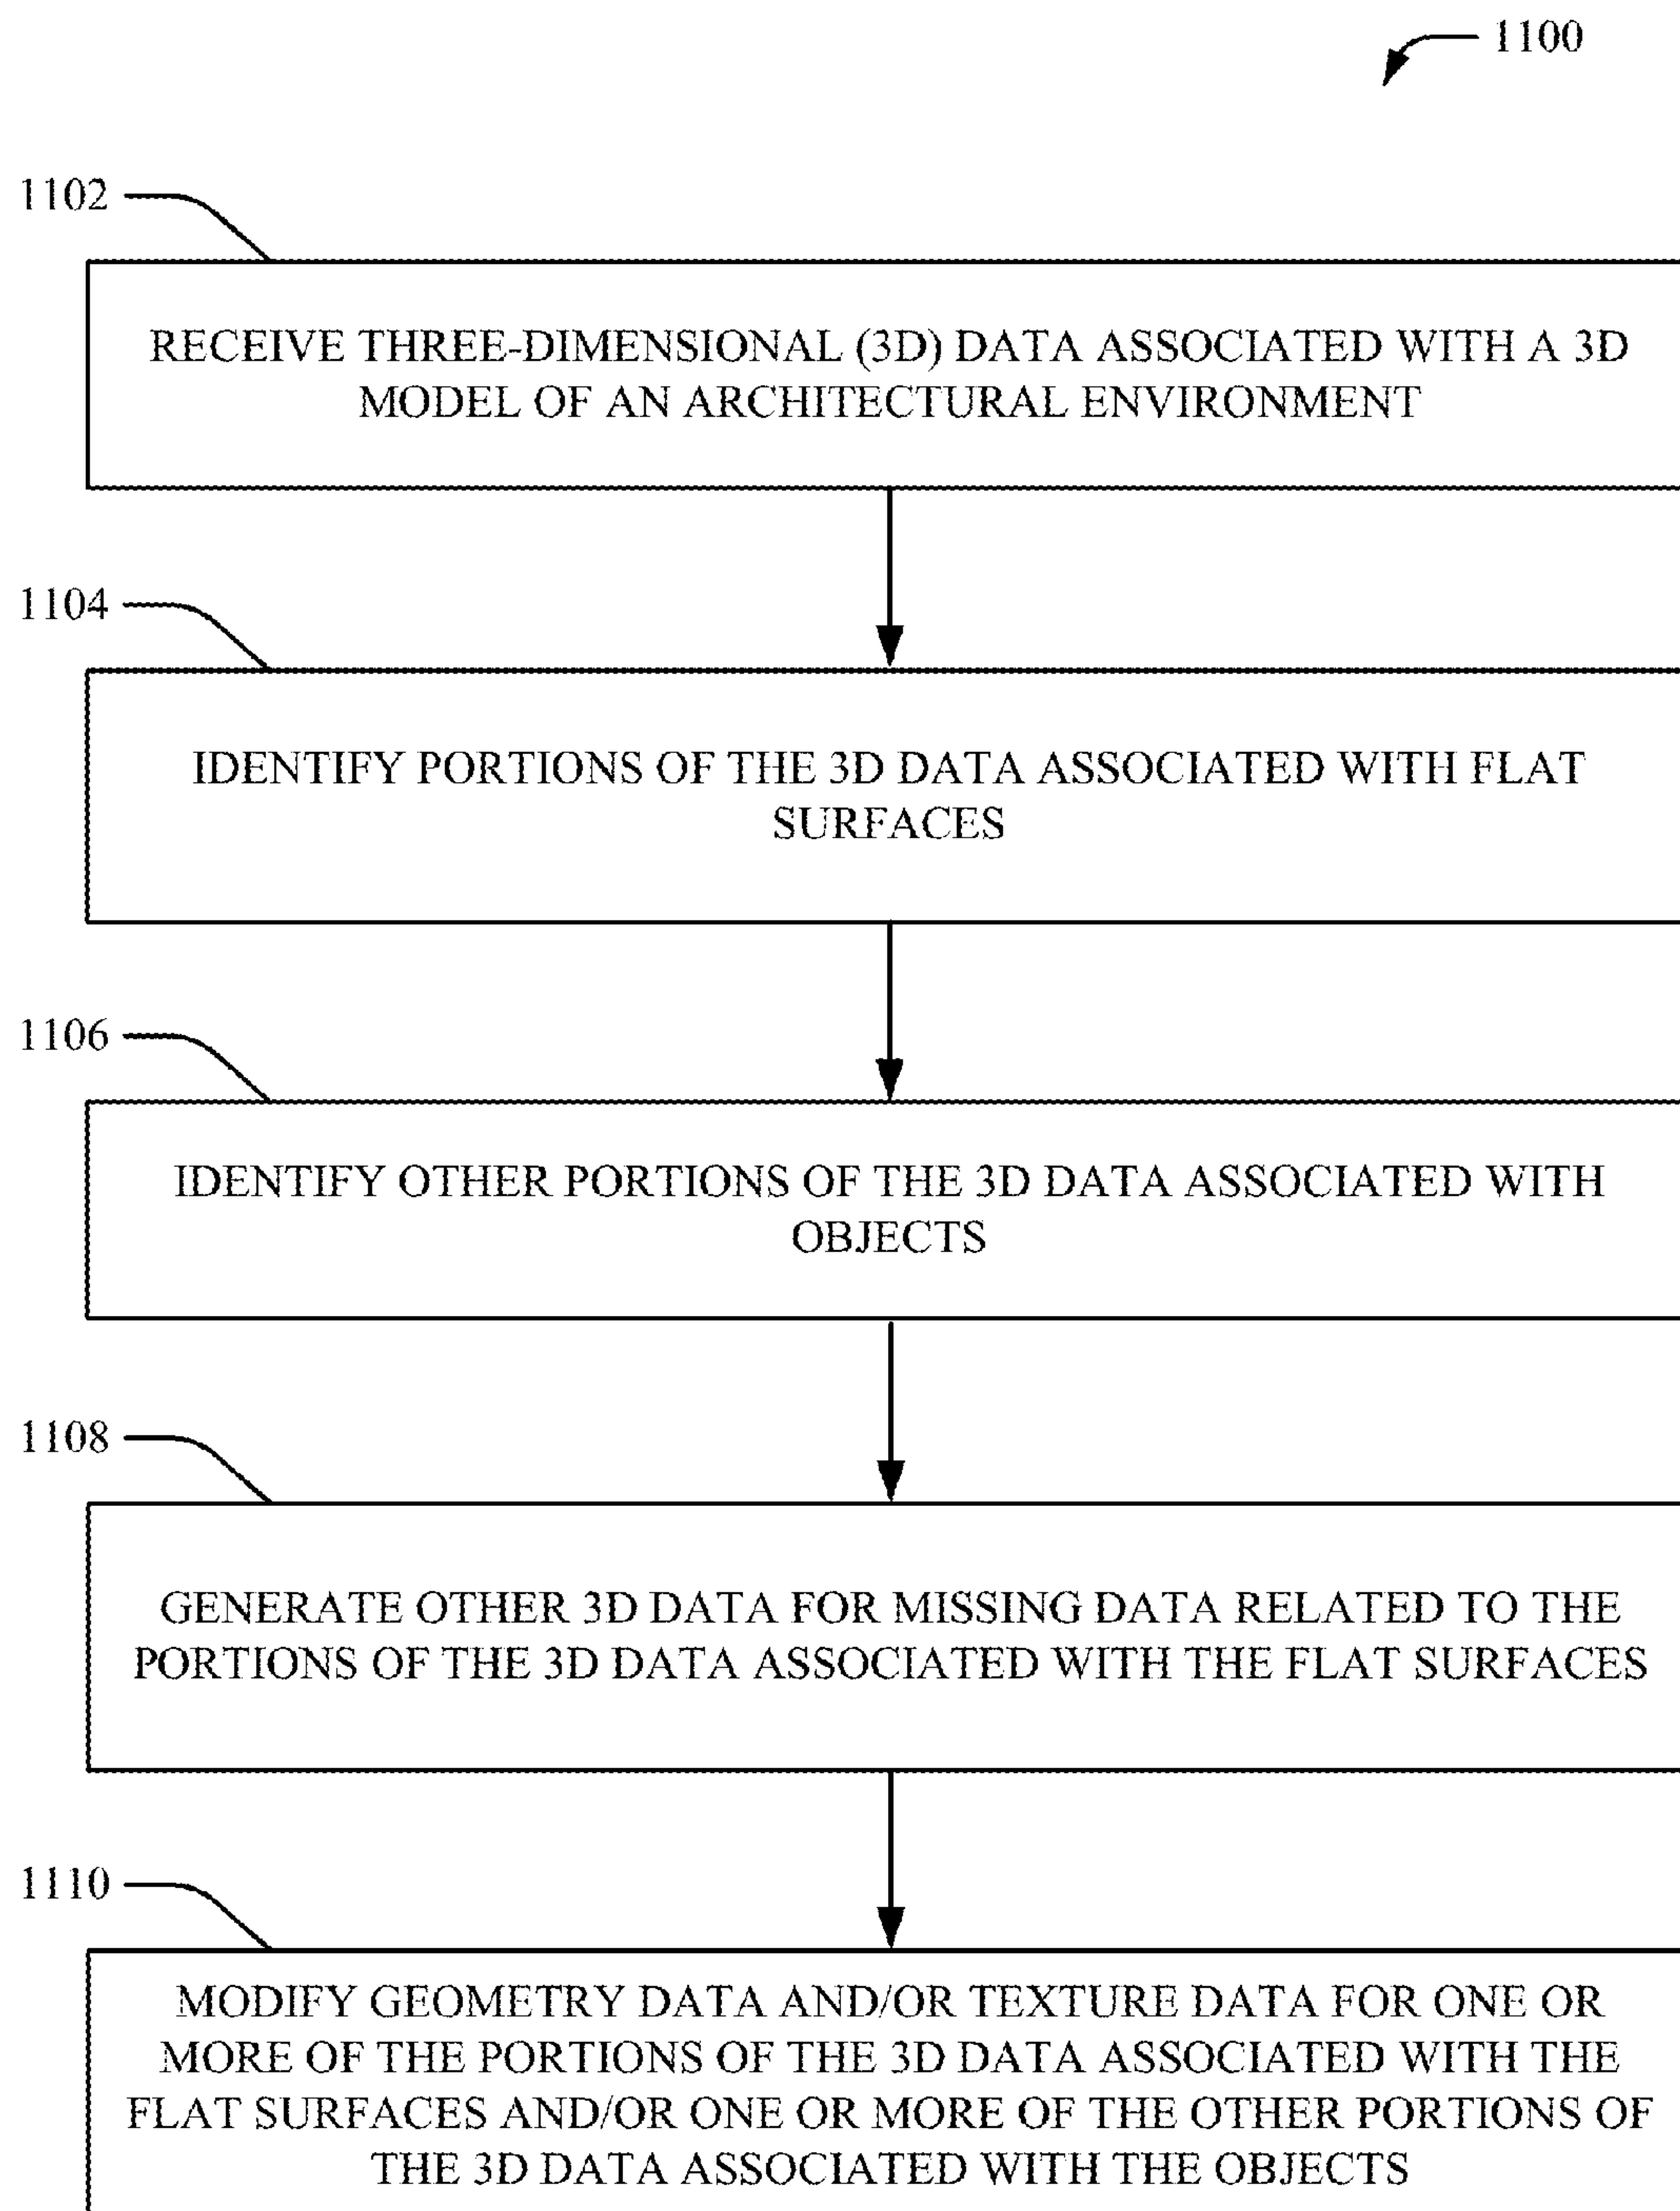 1100
1102
RECEIVE THREE-DIMENSIONAL (3D) DATA ASSOCIATED WITH A 3D
MODEL OF AN ARCHITECTURAL ENVIRONMENT
1104
IDENTIFY PORTIONS OF THE 3D DATA ASSOCIATED WITH FLAT
SURFACES
1106
IDENTIFY OTHER PORTIONS OF THE 3D DATA ASSOCIATED WITH
OBJECTS
1108
GENERATE OTHER 3D DATA FOR MISSING DATA RELATED TO THE
PORTIONS OF THE 3D DATA ASSOCIATED WITH THE FLAT SURFACES
1110
MODIFY GEOMETRY DATA AND/OR TEXTURE DATA FOR ONE OR
MORE OF THE PORTIONS OF THE 3D DATA ASSOCIATED WITH THE
FLAT SURFACES AND/OR ONE OR MORE OF THE OTHER PORTIONS OF
THE 3D DATA ASSOCIATED WITH THE OBJECTS